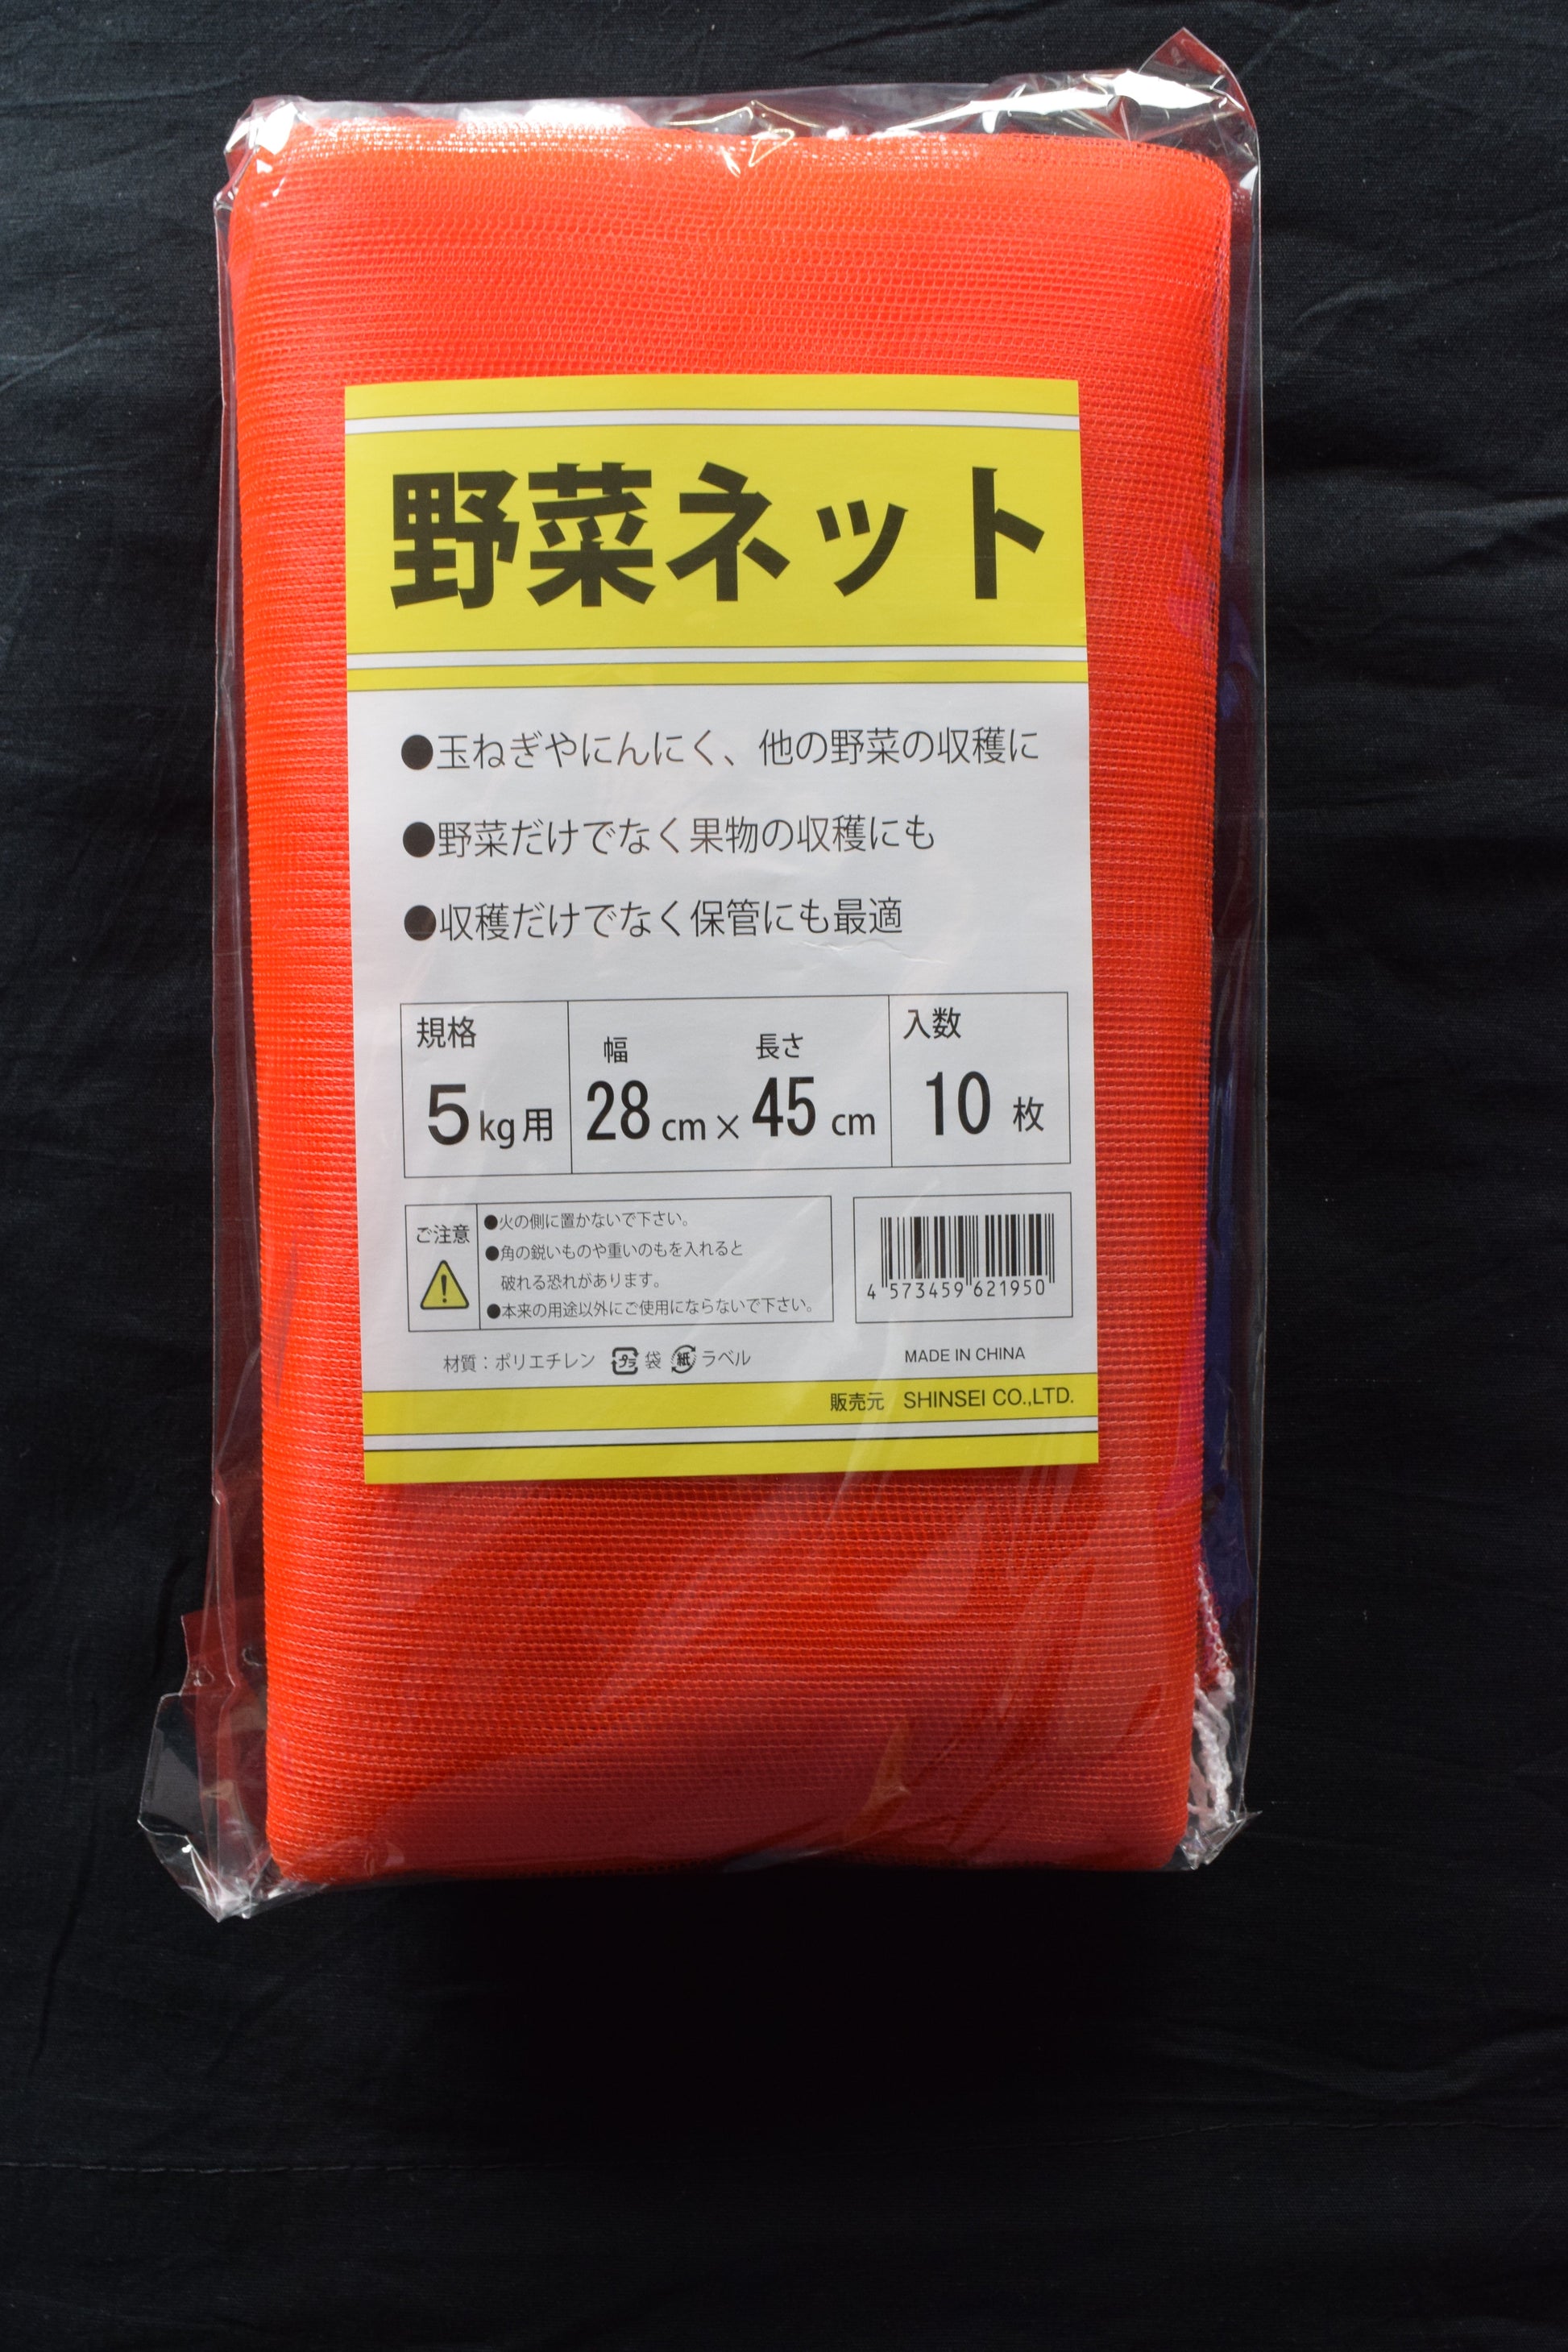 野菜ネット
●玉ねぎやにんにく、他の野菜の収穫に
●野菜だけでなく果物の収穫にも
●収穫だけでなく保管にも最適
規格 幅 長さ 入数
5kg用 28cm×45cm 10枚
ご注意
●火の側に置かないで下さい。
●角の鋭いものや重いのもを入れると
破れる恐れがあります。
●本来の用途以外にご使用にならないで下さい。
4 573459 621950
材質：ポリエチレン プラ 袋 紙 ラベル MADE IN CHINA
販売元 SHINSEI CO.,LTD.